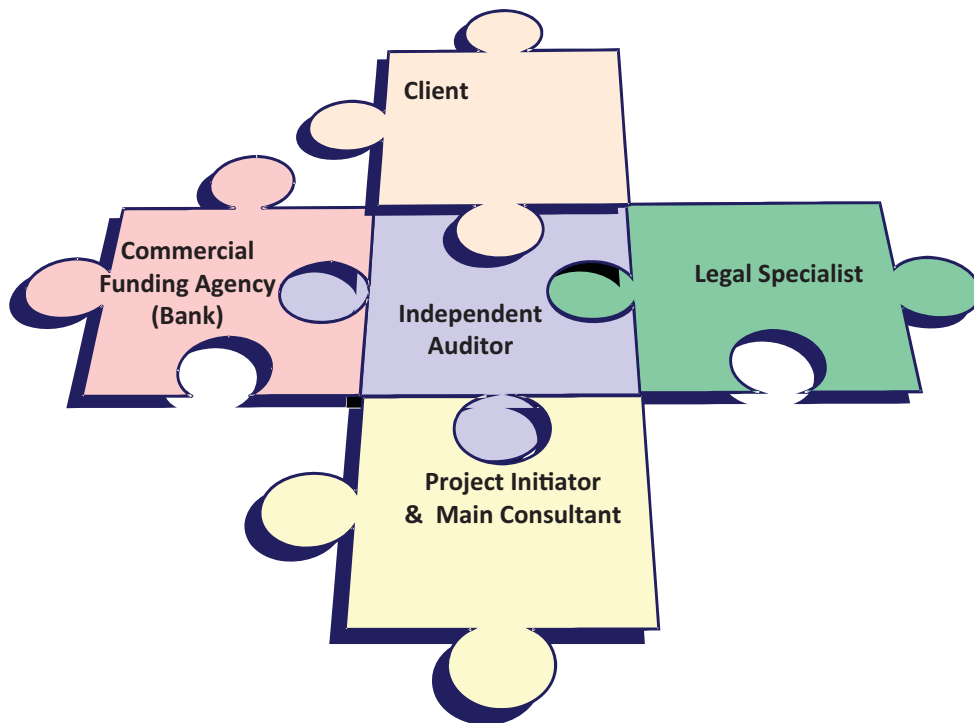 Client
Commercial
Funding Agency
(Bank)
Independent
Auditor
Legal Specialist
Project Initiator
& Main Consultant